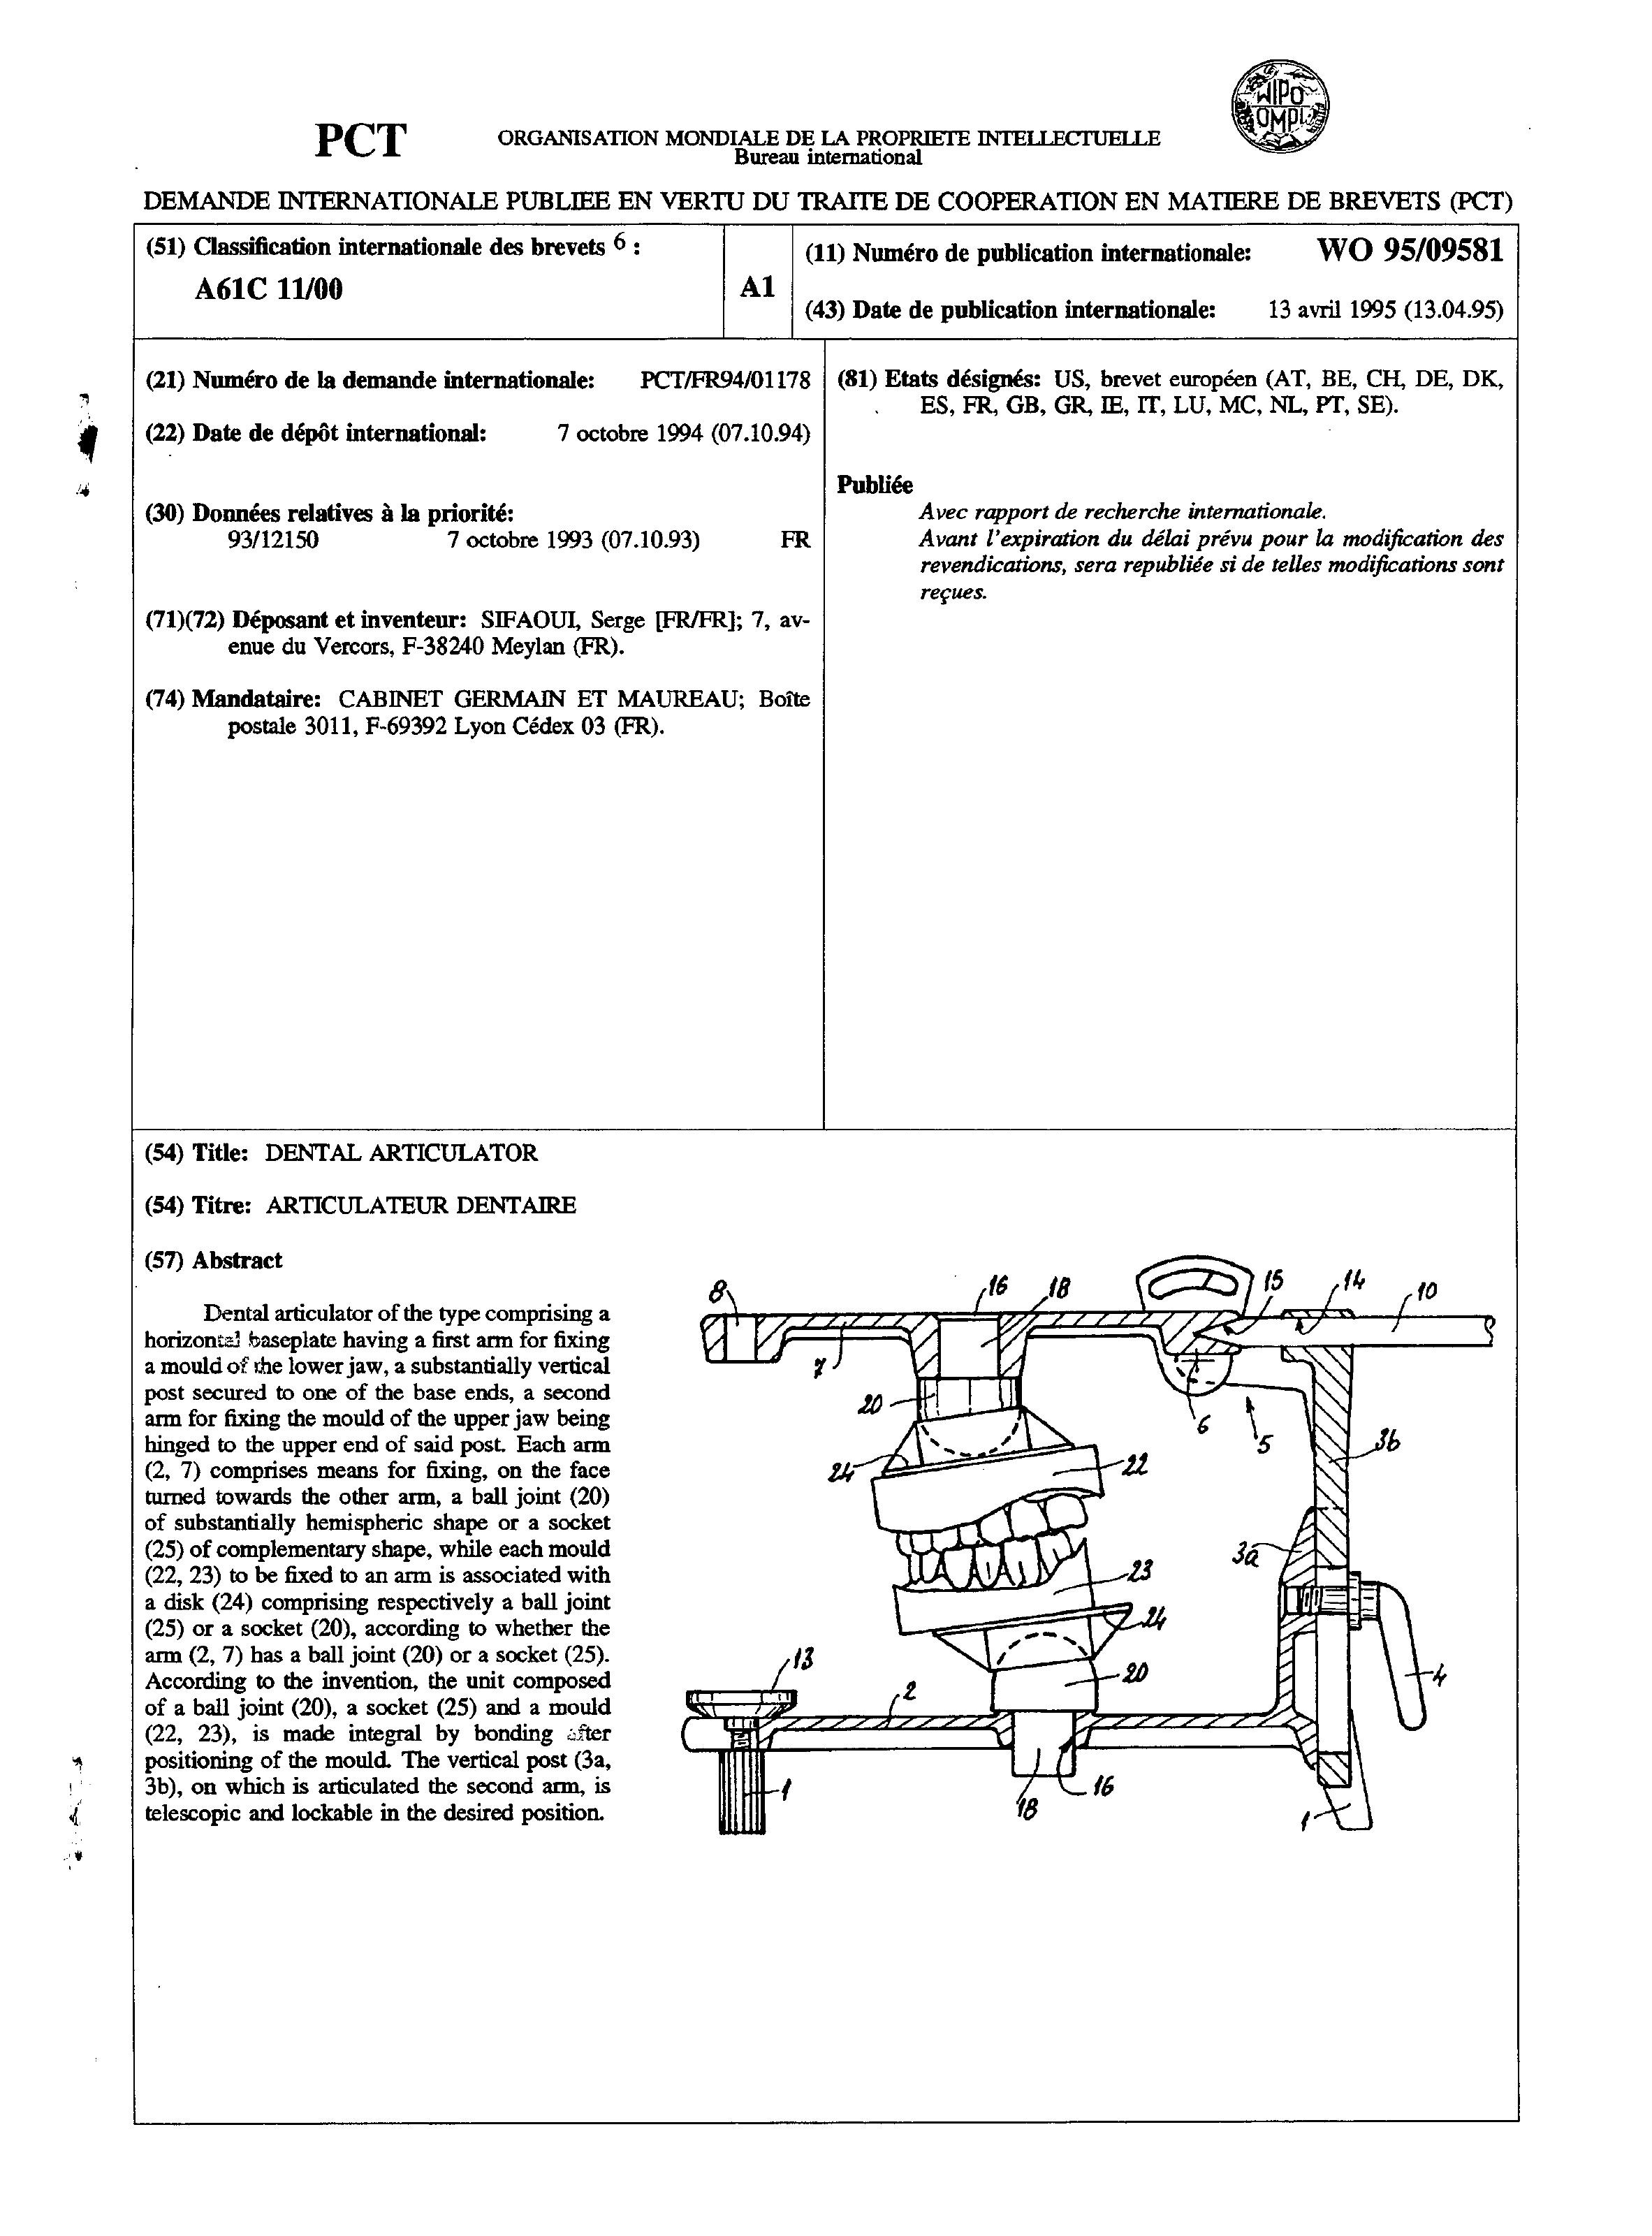 WIPO
OMPI
PCT
ORGANISATION MONDIALE DE LA PROPRIETE INTELLECTUELLE
Bureau international
DEMANDE INTERNATIONALE PUBLIEE EN VERTU DU TRAITE DE COOPERATION EN MATIERE DE BREVETS (PCT)
(51) Classification internationale des brevets 6 :
A61C 11/00
A1
(11) Numéro de publication internationale: WO 95/09581
(43) Date de publication internationale: 13 avril 1995 (13.04.95)
(21) Numéro de la demande internationale: PCT/FR94/01178
(22) Date de dépôt international: 7 octobre 1994 (07.10.94)
(30) Données relatives à la priorité:
93/12150 7 octobre 1993 (07.10.93) FR
(71)(72) Déposant et inventeur: SIFAOUI, Serge [FR/FR]; 7, av-
enue du Vercors, F-38240 Meylan (FR).
(74) Mandataire: CABINET GERMAIN ET MAUREAU; Boîte
postale 3011, F-69392 Lyon Cédex 03 (FR).
(81) Etats désignés: US, brevet européen (AT, BE, CH, DE, DK,
ES, FR, GB, GR, IE, IT, LU, MC, NL, PT, SE).
Publiée
Avec rapport de recherche internationale.
Avant l'expiration du délai prévu pour la modification des
revendications, sera republiée si de telles modifications sont
reçues.
(54) Title: DENTAL ARTICULATOR
(54) Titre: ARTICULATEUR DENTAIRE
(57) Abstract
Dental articulator of the type comprising a
horizontal baseplate having a first arm for fixing
a mould of the lower jaw, a substantially vertical
post secured to one of the base ends, a second
arm for fixing the mould of the upper jaw being
hinged to the upper end of said post. Each arm
(2, 7) comprises means for fixing, on the face
turned towards the other arm, a ball joint (20)
of substantially hemispheric shape or a socket
(25) of complementary shape, while each mould
(22, 23) to be fixed to an arm is associated with
a disk (24) comprising respectively a ball joint
(25) or a socket (20), according to whether the
arm (2, 7) has a ball joint (20) or a socket (25).
According to the invention, the unit composed
of a ball joint (20), a socket (25) and a mould
(22, 23), is made integral by bonding after
positioning of the mould. The vertical post (3a,
3b), on which is articulated the second arm, is
telescopic and lockable in the desired position.
8
16
18
15
14
10
7
20
6
5
3b
24
22
3a
23
24
13
20
4
2
1
18
16
1